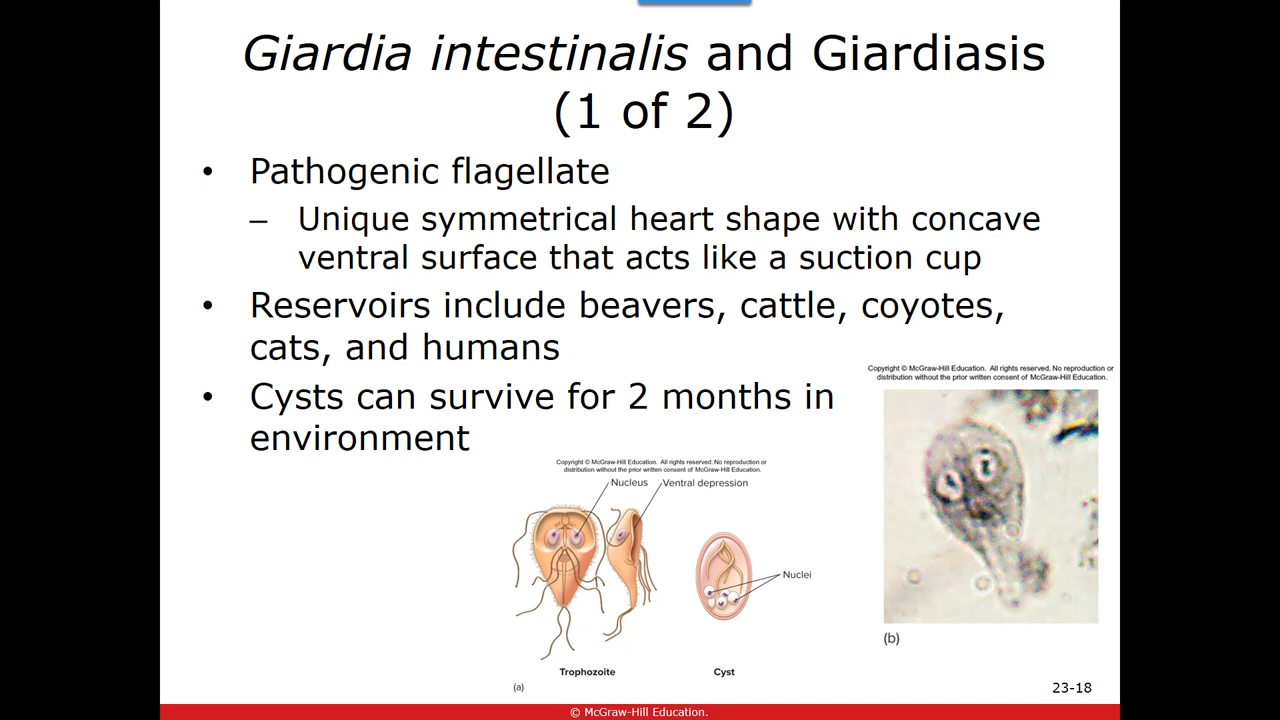 Giardia intestinalis and Giardiasis
(1 of 2)
• Pathogenic flagellate
– Unique symmetrical heart shape with concave
ventral surface that acts like a suction cup
• Reservoirs include beavers, cattle, coyotes,
cats, and humans
• Cysts can survive for 2 months in
environment
Copyright © McGraw-Hill Education. All rights reserved. No reproduction or
distribution without the prior written consent of McGraw-Hill Education.
Copyright © McGraw-Hill Education. All rights reserved. No reproduction or
distribution without the prior written consent of McGraw-Hill Education.
Nucleus
Ventral depression
Nuclei
Trophozoite
Cyst
(a)
(b)
23-18
© McGraw-Hill Education.